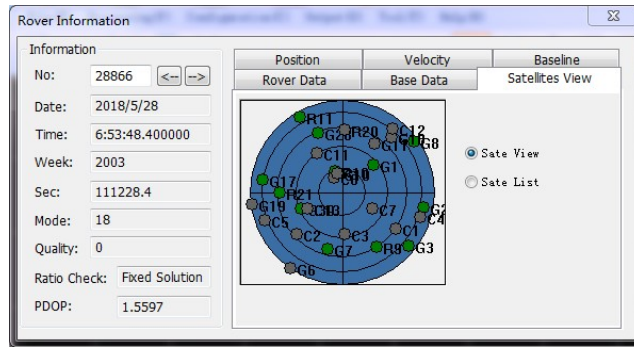 Rover Information
Information
No: 28866 <-- -->
Date: 2018/5/28
Time: 6:53:48.400000
Week: 2003
Sec: 111228.4
Mode: 18
Quality: 0
Ratio Check: Fixed Solution
PDOP: 1.5597
Position Velocity Baseline
Rover Data Base Data Satellites View
R11
R20
C12
G8
G11
C11
G1
G17
R21
G19
C5
C7
C4
C1
C2
C3
G7
R9
G3
G6
Sate View
Sate List